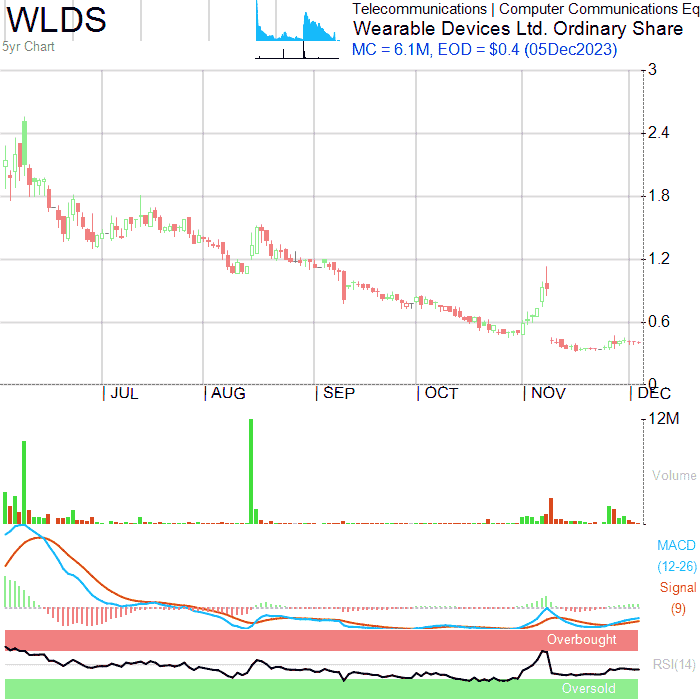 WLDS
5yr Chart
Telecommunications | Computer Communications Eq
Wearable Devices Ltd. Ordinary Share
MC = 6.1M, EOD = $0.4 (05Dec2023)
3
2.4
1.8
1.2
0.6
0
JUL AUG SEP OCT NOV DEC
12M
Volume
MACD
(12-26)
Signal
(9)
Overbought
RSI(14)
Oversold